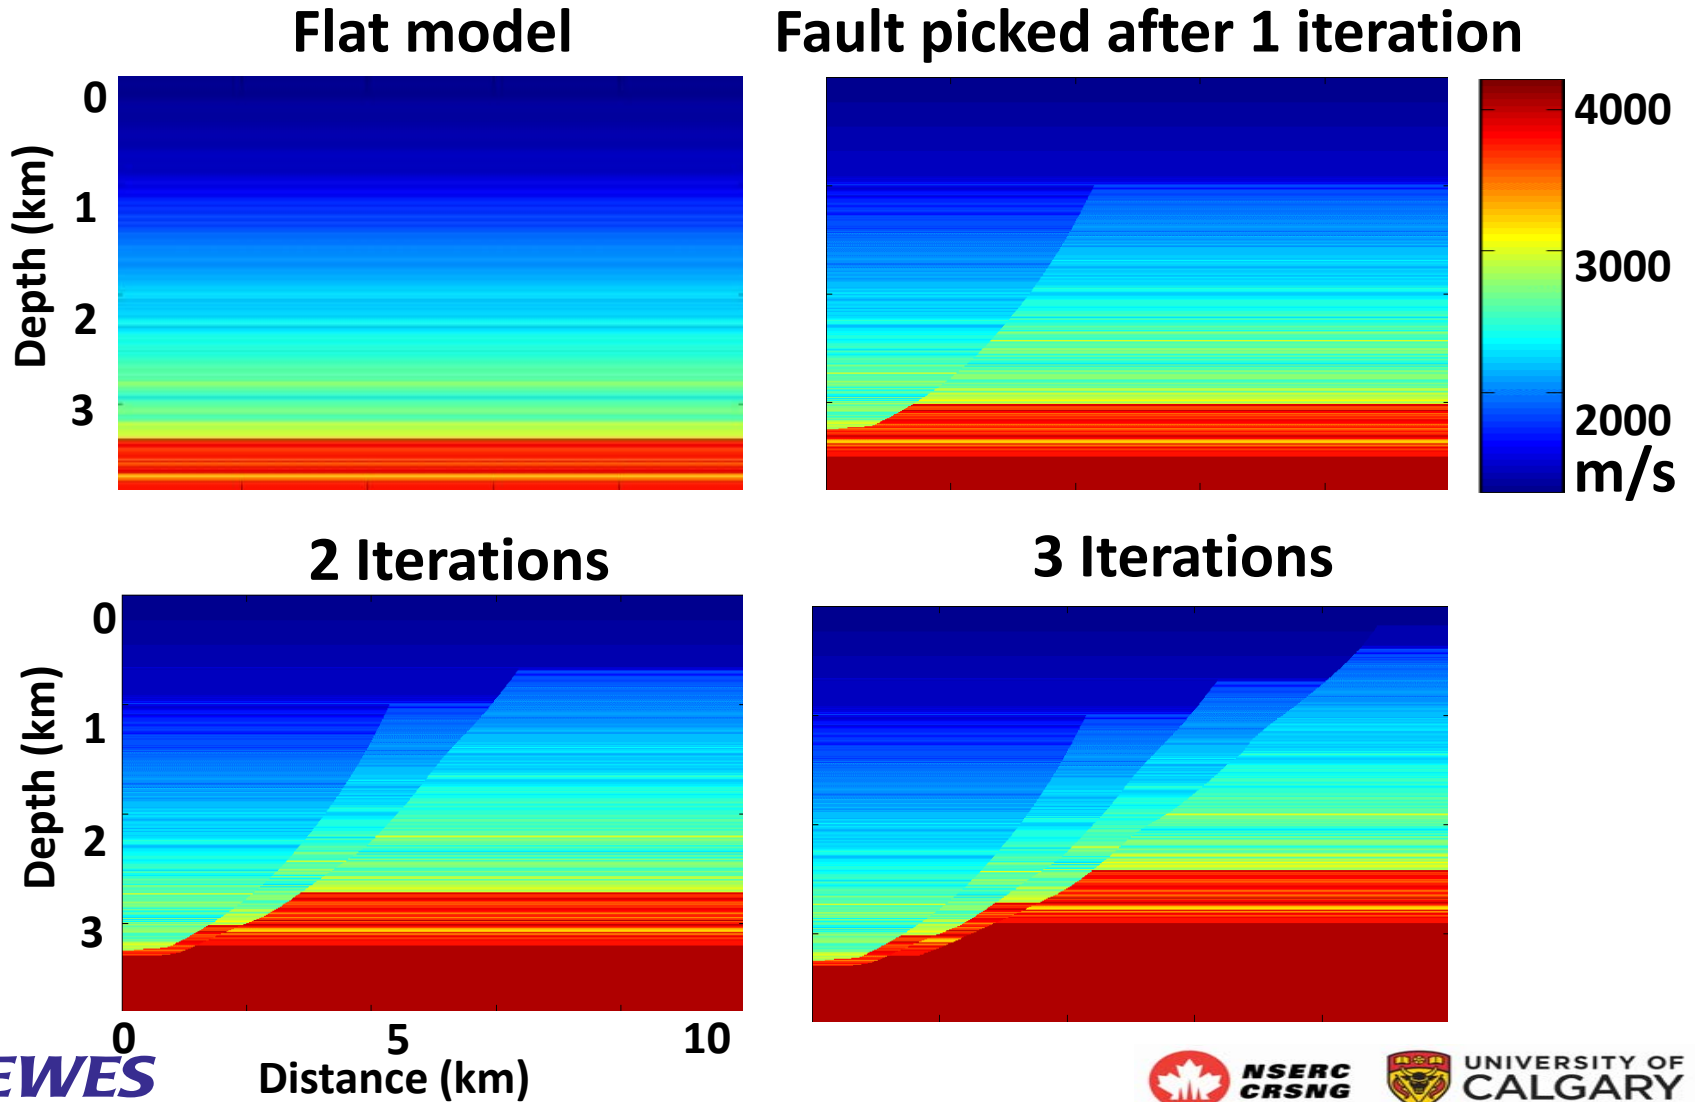 Flat model
Fault picked after 1 iteration
0
1
2
3
Depth (km)
4000
3000
2000
m/s
2 Iterations
3 Iterations
0
1
2
3
Depth (km)
0 5 10
Distance (km)
EWES
NSERC
CRSNG
UNIVERSITY OF
CALGARY